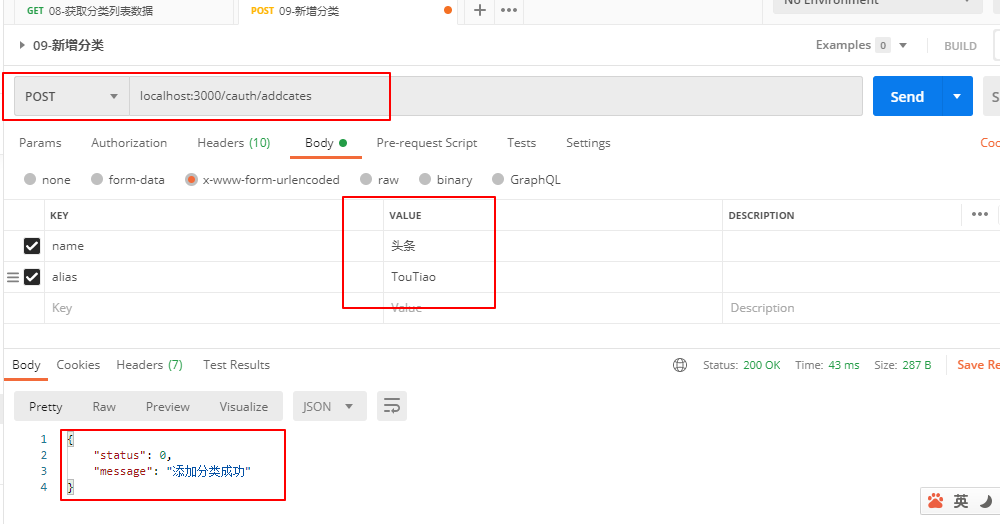 GET 08-获取分类列表数据
POST 09-新增分类
No Environment
09-新增分类
Examples 0
BUILD
POST localhost:3000/cauth/addcates
Send
Params Authorization Headers (10) Body Pre-request Script Tests Settings
none form-data x-www-form-urlencoded raw binary GraphQL
KEY VALUE DESCRIPTION
name 头条
alias TouTiao
Key Value Description
Body Cookies Headers (7) Test Results Status: 200 OK Time: 43 ms Size: 287 B
Pretty Raw Preview Visualize JSON
1 {
2 "status": 0,
3 "message": "添加分类成功"
4 }
英